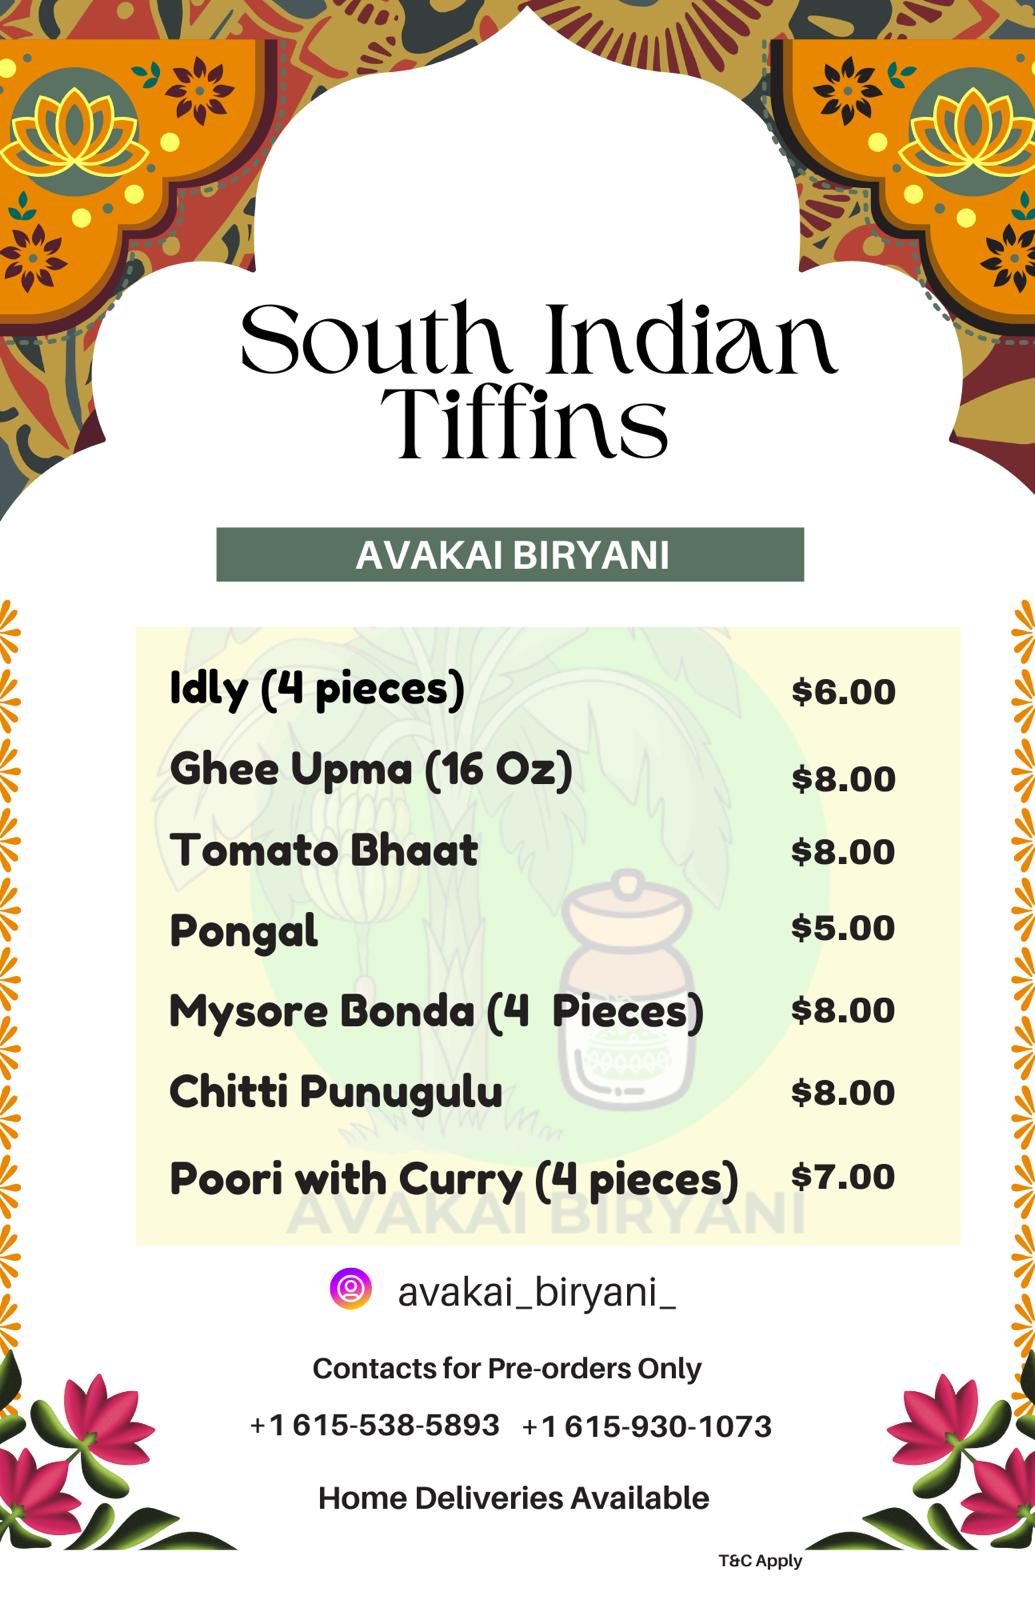 South Indian
Tiffins
AVAKAI BIRYANI
Idly (4 pieces) $6.00
Ghee Upma (16 Oz) $8.00
Tomato Bhaat $8.00
Pongal $5.00
Mysore Bonda (4 Pieces) $8.00
Chitti Punugulu $8.00
Poori with Curry (4 pieces) $7.00
AVAKAI BIRYANI
avakai_biryani_
Contacts for Pre-orders Only
+1 615-538-5893 +1 615-930-1073
Home Deliveries Available
T&C Apply